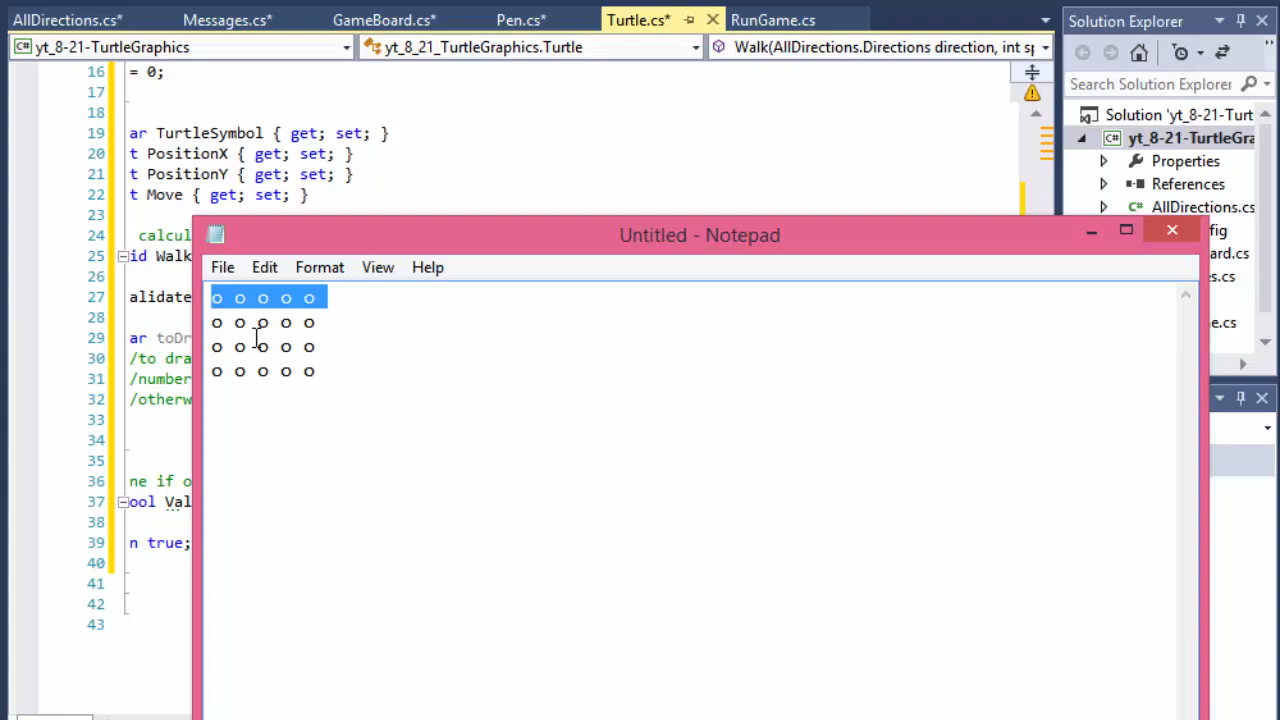 AllDirections.cs* Messages.cs* GameBoard.cs* Pen.cs* Turtle.cs* RunGame.cs
Solution Explorer
yt_8-21-TurtleGraphics yt_8_21_TurtleGraphics.Turtle Walk(AllDirections.Directions direction, int sp
Search Solution Explorer
Solution 'yt_8-21-Turt
C# yt_8-21-TurtleGra
Properties
References
C# AllDirections.cs
fig
ard.cs
es.cs
e.cs
16 = 0;
17
18
19 ar TurtleSymbol { get; set; }
20 t PositionX { get; set; }
21 t PositionY { get; set; }
22 t Move { get; set; }
23
24 calcul
25 id Walk
26
27 alidate
28
29 ar toDr
30 /to dra
31 /number
32 /otherw
33
34
35
36 ne if o
37 ool Val
38
39 n true;
40
41
42
43
Untitled - Notepad
File Edit Format View Help
o o o o o
o o o o o
o o o o o
o o o o o